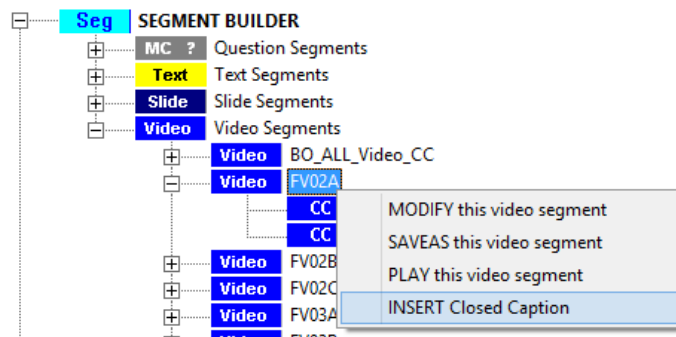 Seg SEGMENT BUILDER
MC ? Question Segments
Text Text Segments
Slide Slide Segments
Video Video Segments
Video BO_ALL_Video_CC
Video FV02A
CC MODIFY this video segment
SAVEAS this video segment
CC
Video FV02B PLAY this video segment
Video FV02C INSERT Closed Caption
Video FV03A